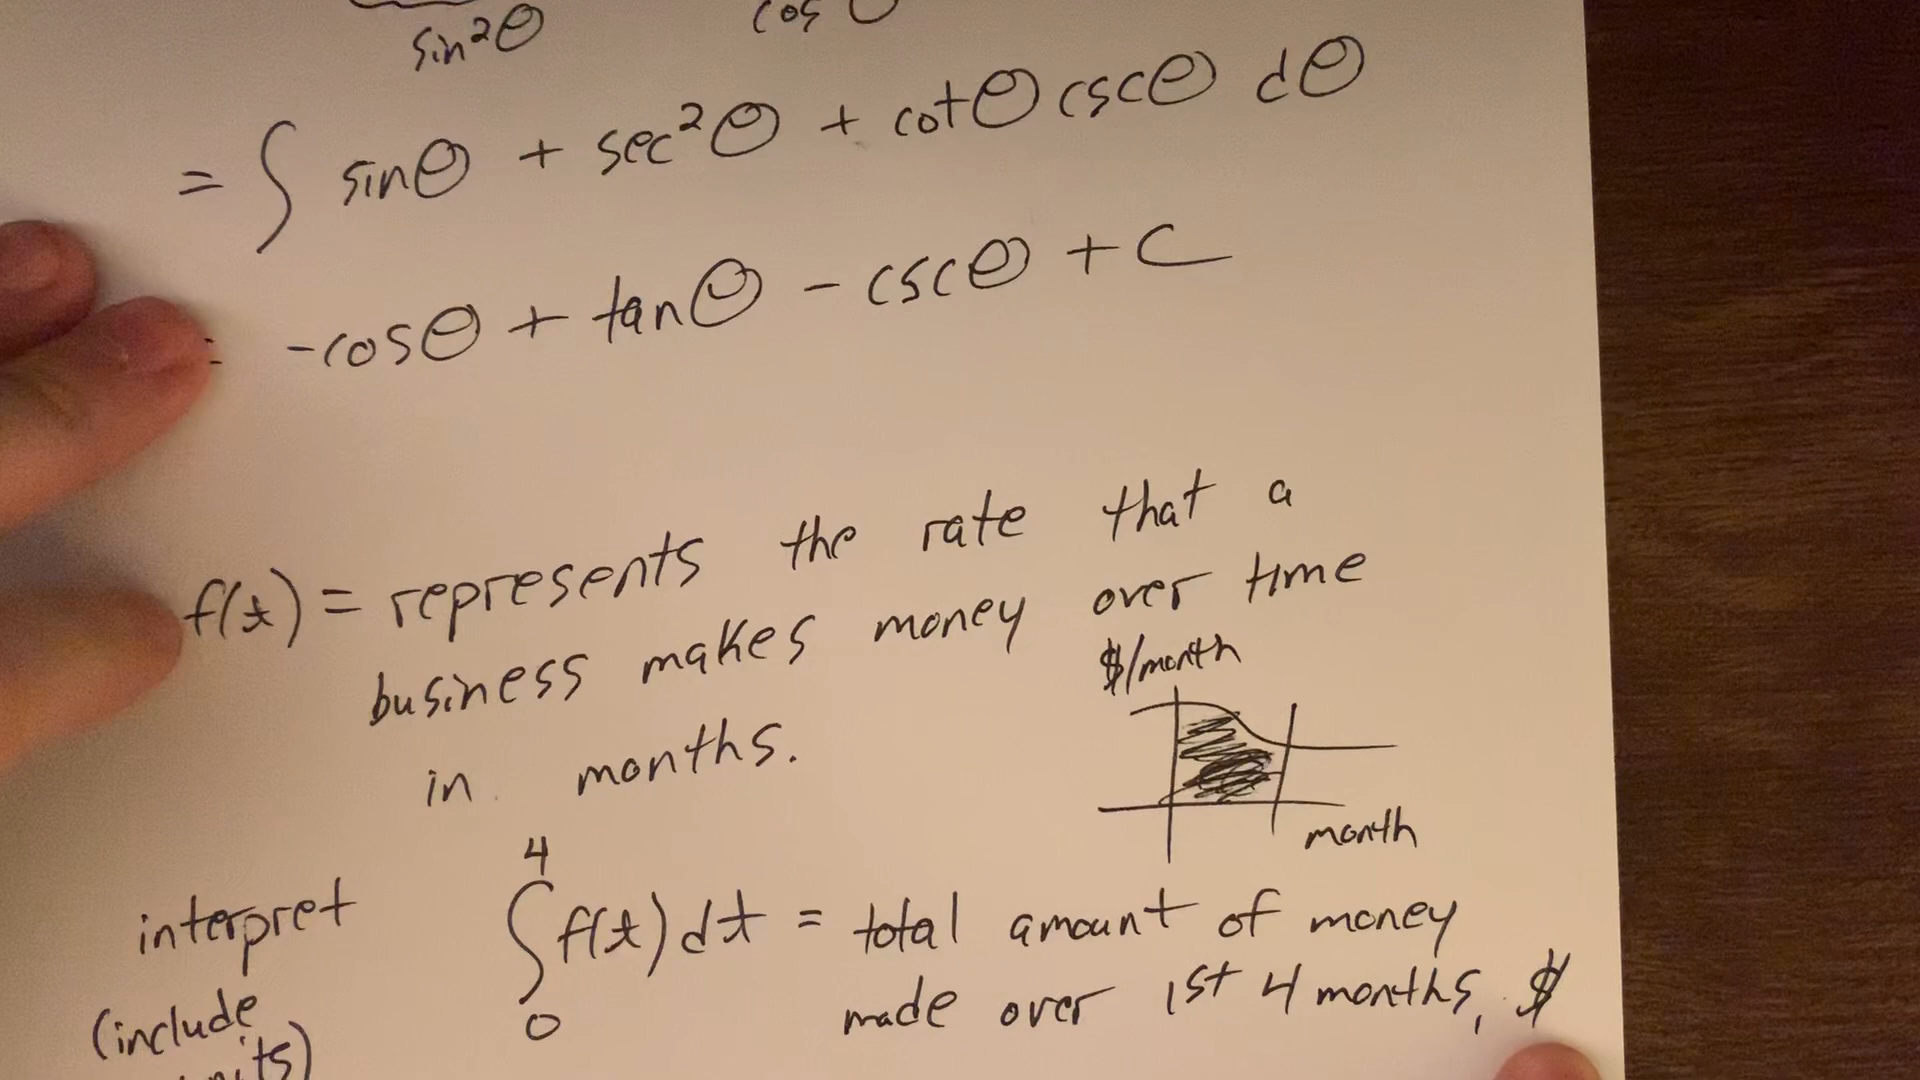 sin²θ
cosθ
= ∫ sinθ + sec²θ + cotθ cscθ dθ
= -cosθ + tanθ - cscθ + C
f(t) = represents the rate that a
business makes money over time
in months.
$/month
month
interpret
(include
4
∫f(t)dt = total amount of money
0
made over 1st 4 months, $